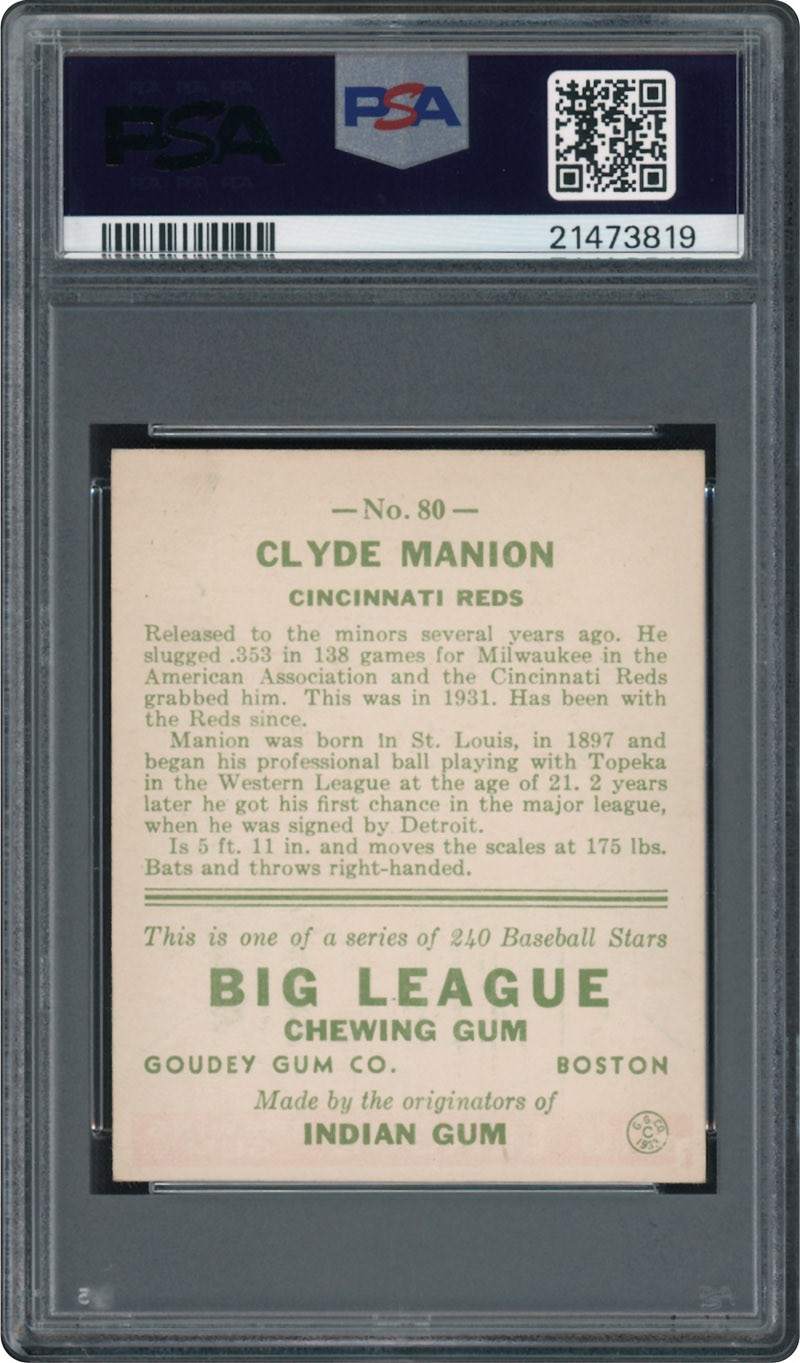 PSA
PSA
21473819
—No. 80—
CLYDE MANION
CINCINNATI REDS
Released to the minors several years ago. He
slugged .353 in 138 games for Milwaukee in the
American Association and the Cincinnati Reds
grabbed him. This was in 1931. Has been with
the Reds since.
Manion was born in St. Louis, in 1897 and
began his professional ball playing with Topeka
in the Western League at the age of 21. 2 years
later he got his first chance in the major league,
when he was signed by Detroit.
Is 5 ft. 11 in. and moves the scales at 175 lbs.
Bats and throws right-handed.
This is one of a series of 240 Baseball Stars
BIG LEAGUE
CHEWING GUM
GOUDEY GUM CO. BOSTON
Made by the originators of
INDIAN GUM